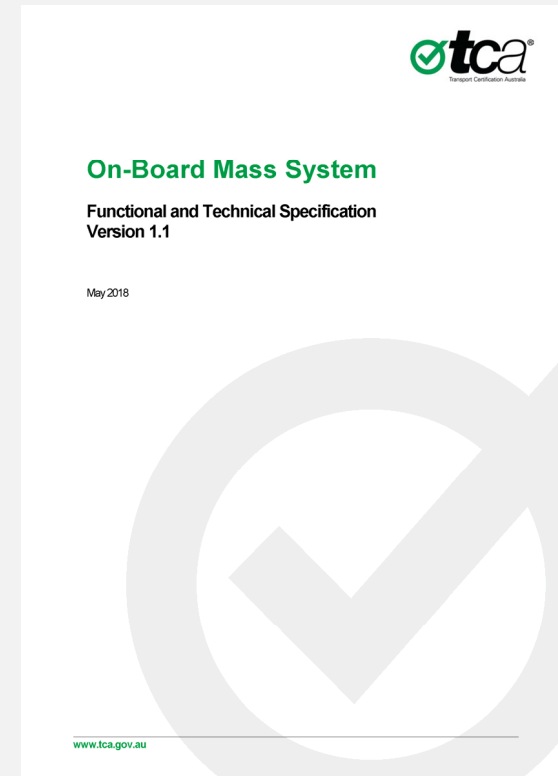 tca®
Transport Certification Australia
On-Board Mass System
Functional and Technical Specification
Version 1.1
May 2018
www.tca.gov.au